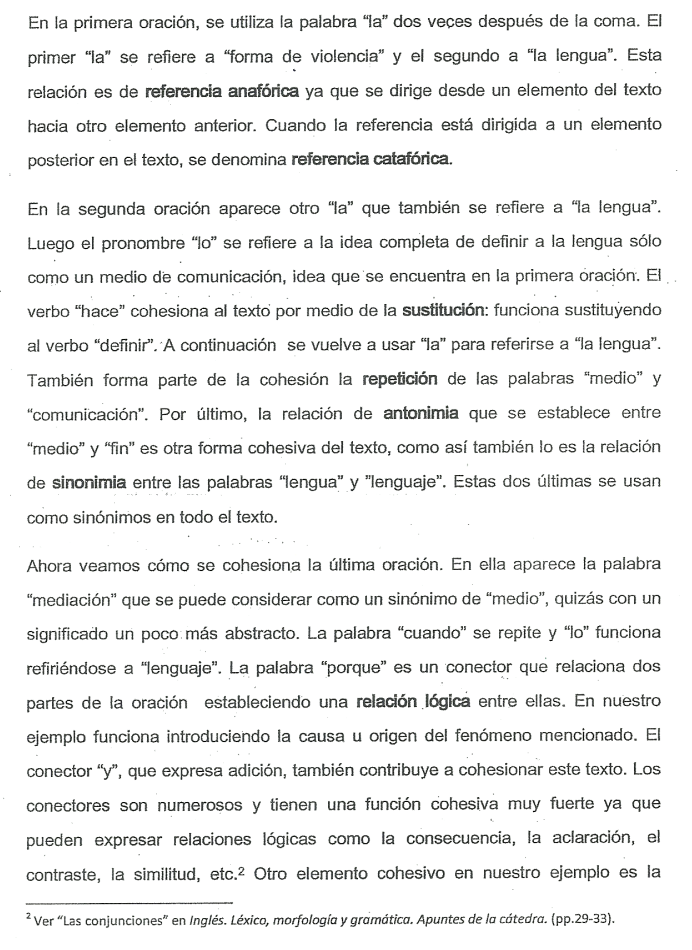 En la primera oración, se utiliza la palabra “la” dos veces después de la coma. El
primer “la” se refiere a “forma de violencia” y el segundo a “la lengua”. Esta
relación es de referencia anafórica ya que se dirige desde un elemento del texto
hacia otro elemento anterior. Cuando la referencia está dirigida a un elemento
posterior en el texto, se denomina referencia catafórica.
En la segunda oración aparece otro “la” que también se refiere a “la lengua”.
Luego el pronombre “lo” se refiere a la idea completa de definir a la lengua sólo
como un medio de comunicación, idea que se encuentra en la primera oración. El
verbo “hace” cohesiona al texto por medio de la sustitución: funciona sustituyendo
al verbo “definir”. A continuación se vuelve a usar “la” para referirse a “la lengua”.
También forma parte de la cohesión la repetición de las palabras “medio” y
“comunicación”. Por último, la relación de antonimia que se establece entre
“medio” y “fin” es otra forma cohesiva del texto, como así también lo es la relación
de sinonimia entre las palabras “lengua” y ”lenguaje”. Estas dos últimas se usan
como sinónimos en todo el texto.
Ahora veamos cómo se cohesiona la última oración. En ella aparece la palabra
“mediación” que se puede considerar como un sinónimo de “medio”, quizás con un
significado un poco más abstracto. La palabra “cuando” se repite y “lo” funciona
refiriéndose a “lenguaje”. La palabra “porque” es un conector que relaciona dos
partes de la oración estableciendo una relación lógica entre ellas. En nuestro
ejemplo funciona introduciendo la causa u origen del fenómeno mencionado. El
conector “y”, que expresa adición, también contribuye a cohesionar este texto. Los
conectores son numerosos y tienen una función cohesiva muy fuerte ya que
pueden expresar relaciones lógicas como la consecuencia, la aclaración, el
contraste, la similitud, etc.² Otro elemento cohesivo en nuestro ejemplo es la
² Ver “Las conjunciones” en Inglés. Léxico, morfología y gramática. Apuntes de la cátedra. (pp.29-33).